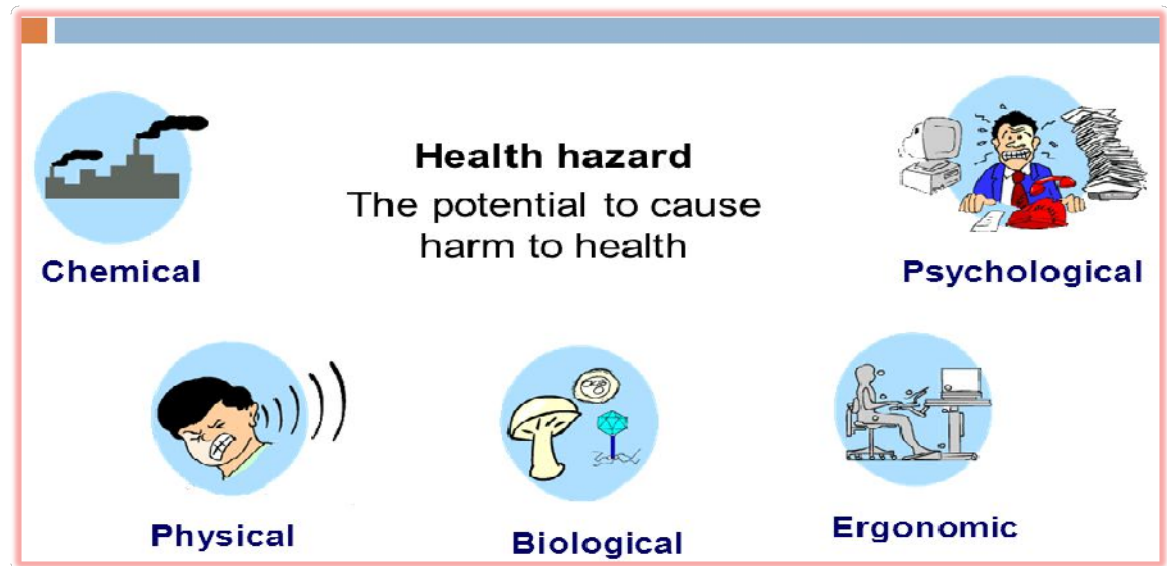 Health hazard
The potential to cause
harm to health
Chemical
Psychological
Physical
Biological
Ergonomic